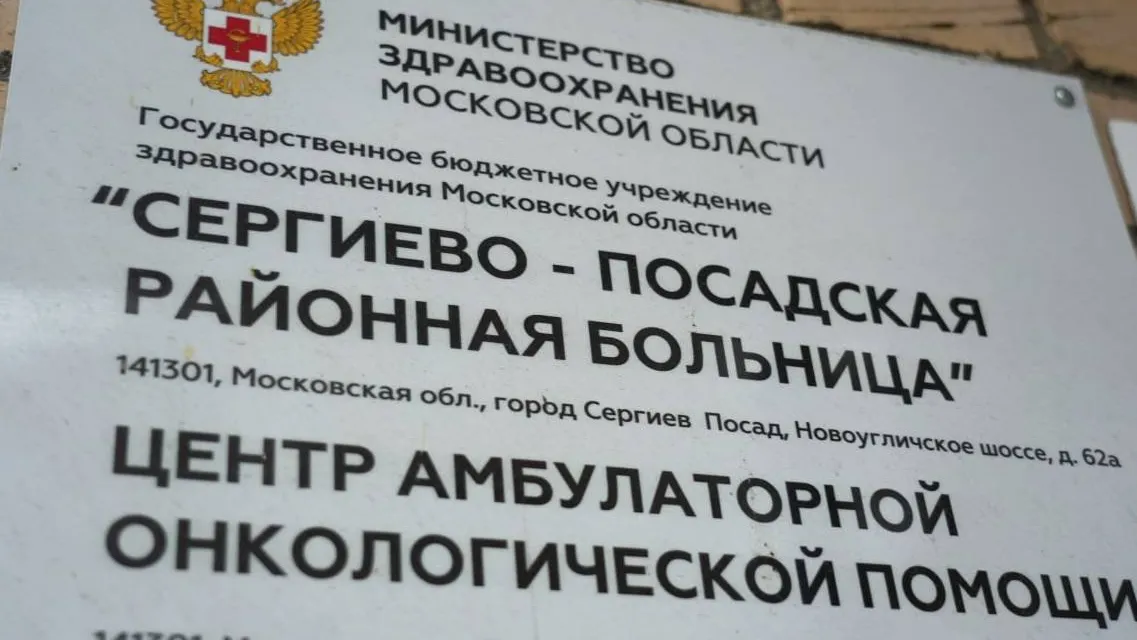 МИНИСТЕРСТВО
ЗДРАВООХРАНЕНИЯ
МОСКОВСКОЙ ОБЛАСТИ
Государственное бюджетное учреждение
здравоохранения Московской области
"СЕРГИЕВО - ПОСАДСКАЯ
РАЙОННАЯ БОЛЬНИЦА"
141301, Московская обл., город Сергиев Посад, Новоугличское шоссе, д. 62а
ЦЕНТР АМБУЛАТОРНОЙ
ОНКОЛОГИЧЕСКОЙ ПОМОЩИ